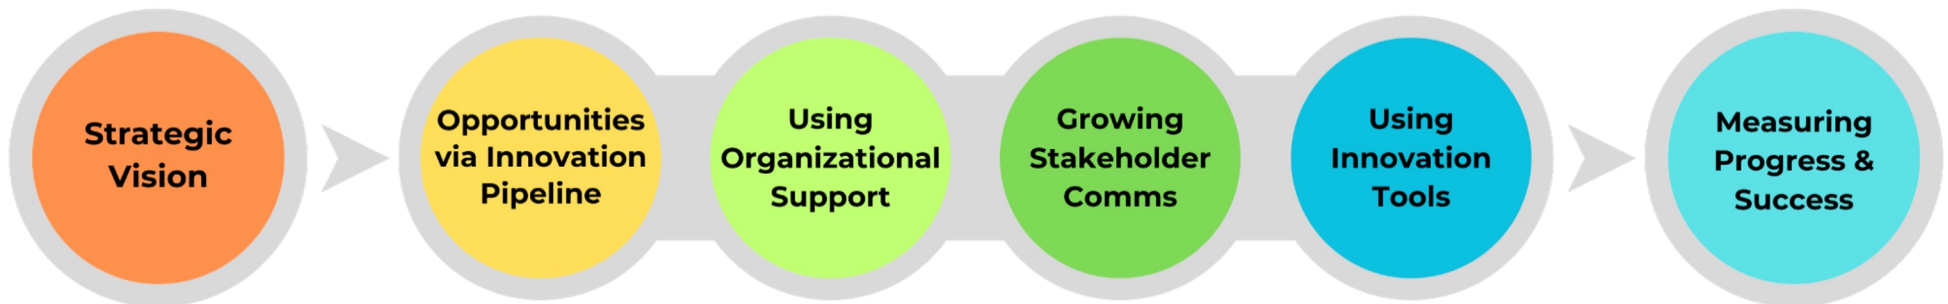 Strategic
Vision
Opportunities
via Innovation
Pipeline
Using
Organizational
Support
Growing
Stakeholder
Comms
Using
Innovation
Tools
Measuring
Progress &
Success